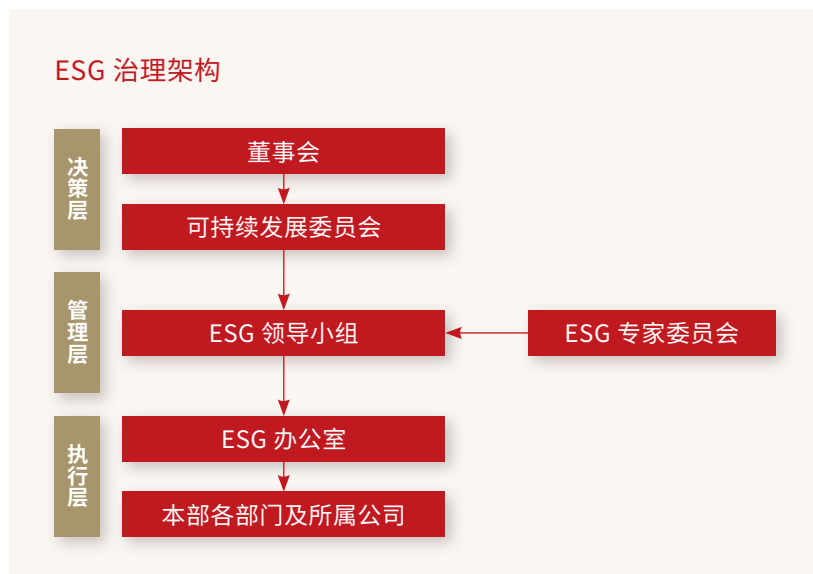 ESG 治理架构
决策层
董事会
可持续发展委员会
管理层
ESG 领导小组
ESG 专家委员会
执行层
ESG 办公室
本部各部门及所属公司